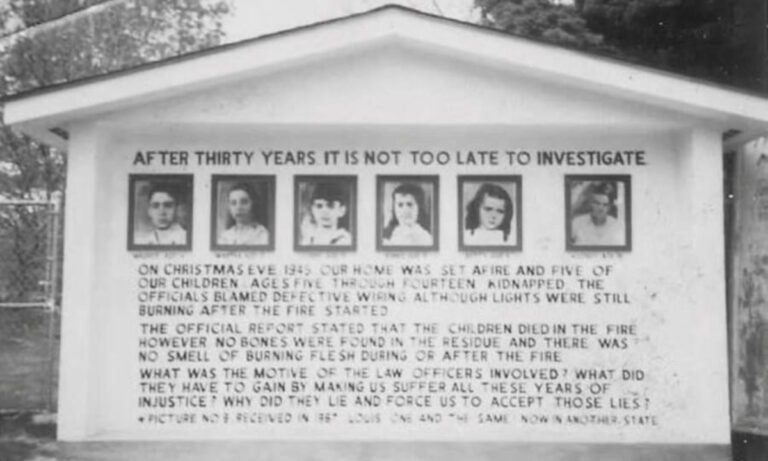 AFTER THIRTY YEARS IT IS NOT TOO LATE TO INVESTIGATE
ON CHRISTMAS EVE 1945 OUR HOME WAS SET AFIRE AND FIVE OF
OUR CHILDREN AGES FIVE THROUGH FOURTEEN KIDNAPPED THE
OFFICIALS BLAMED DEFECTIVE WIRING ALTHOUGH LIGHTS WERE STILL
BURNING AFTER THE FIRE STARTED
THE OFFICIAL REPORT STATED THAT THE CHILDREN DIED IN THE FIRE
HOWEVER NO BONES WERE FOUND IN THE RESIDUE AND THERE WAS
NO SMELL OF BURNING FLESH DURING OR AFTER THE FIRE
WHAT WAS THE MOTIVE OF THE LAW OFFICERS INVOLVED? WHAT DID
THEY HAVE TO GAIN BY MAKING US SUFFER ALL THESE YEARS OF
INJUSTICE? WHY DID THEY LIE AND FORCE US TO ACCEPT THOSE LIES?
PICTURE NO RECEIVED IN LOUIS ONE AND THE SAME NOW IN ANOTHER STATE